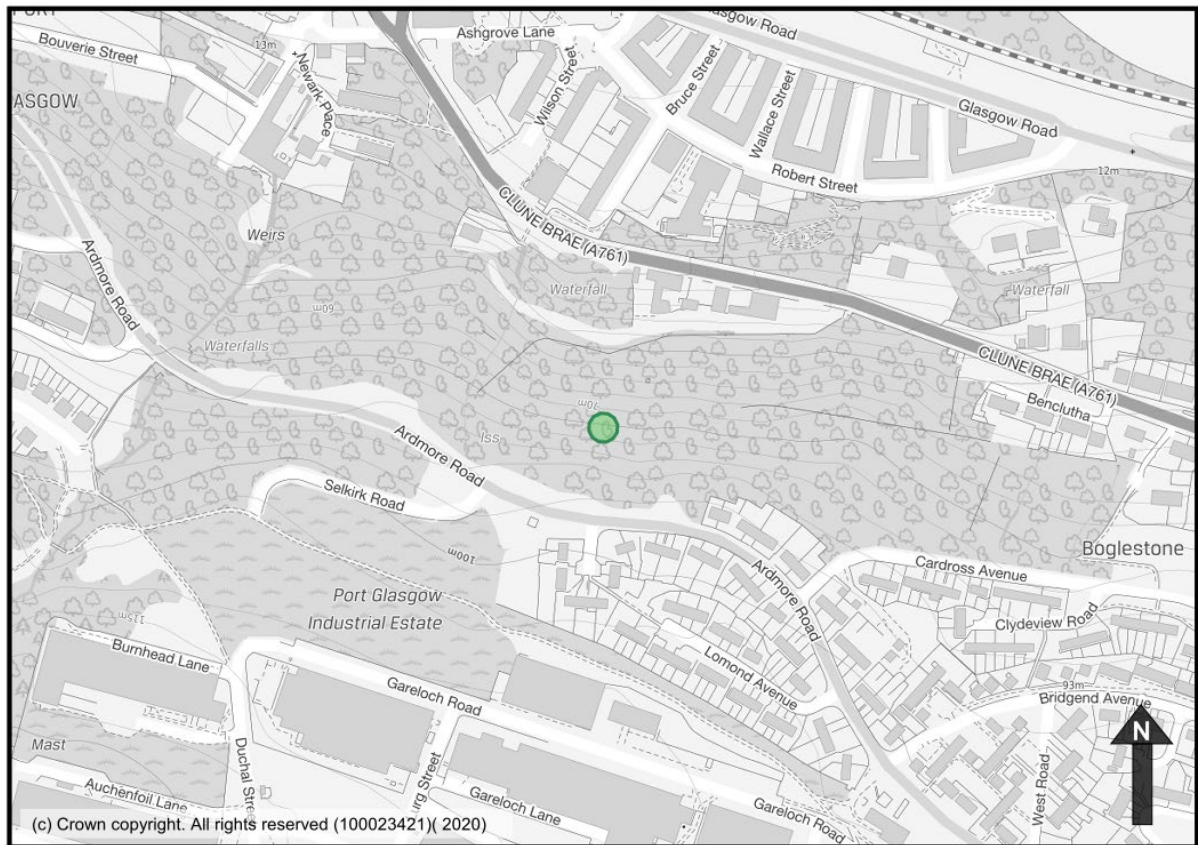 Bouverie Street
13m
Newark Place
Ashgrove Lane
Glasgow Road
Wilson Street
Bruce Street
Wallace Street
Glasgow Road
ASGOW
Robert Street
12m
CLUNE BRAE (A761)
Weirs
Ardmore Road
Waterfall
Waterfall
60m
Waterfalls
CLUNE BRAE (A761)
Benclutha
70m
Iss
Ardmore Road
Selkirk Road
100m
Boglestone
Cardross Avenue
Ardmore Road
Port Glasgow
Industrial Estate
Clydeview Road
115m
Burnhead Lane
Lomond Avenue
Gareloch Road
93m
Bridgend Avenue
N
Mast
Duchal Street
West Road
Auchenfoil Lane
urg Street
Gareloch Lane
Gareloch Road
(c) Crown copyright. All rights reserved (100023421)( 2020)